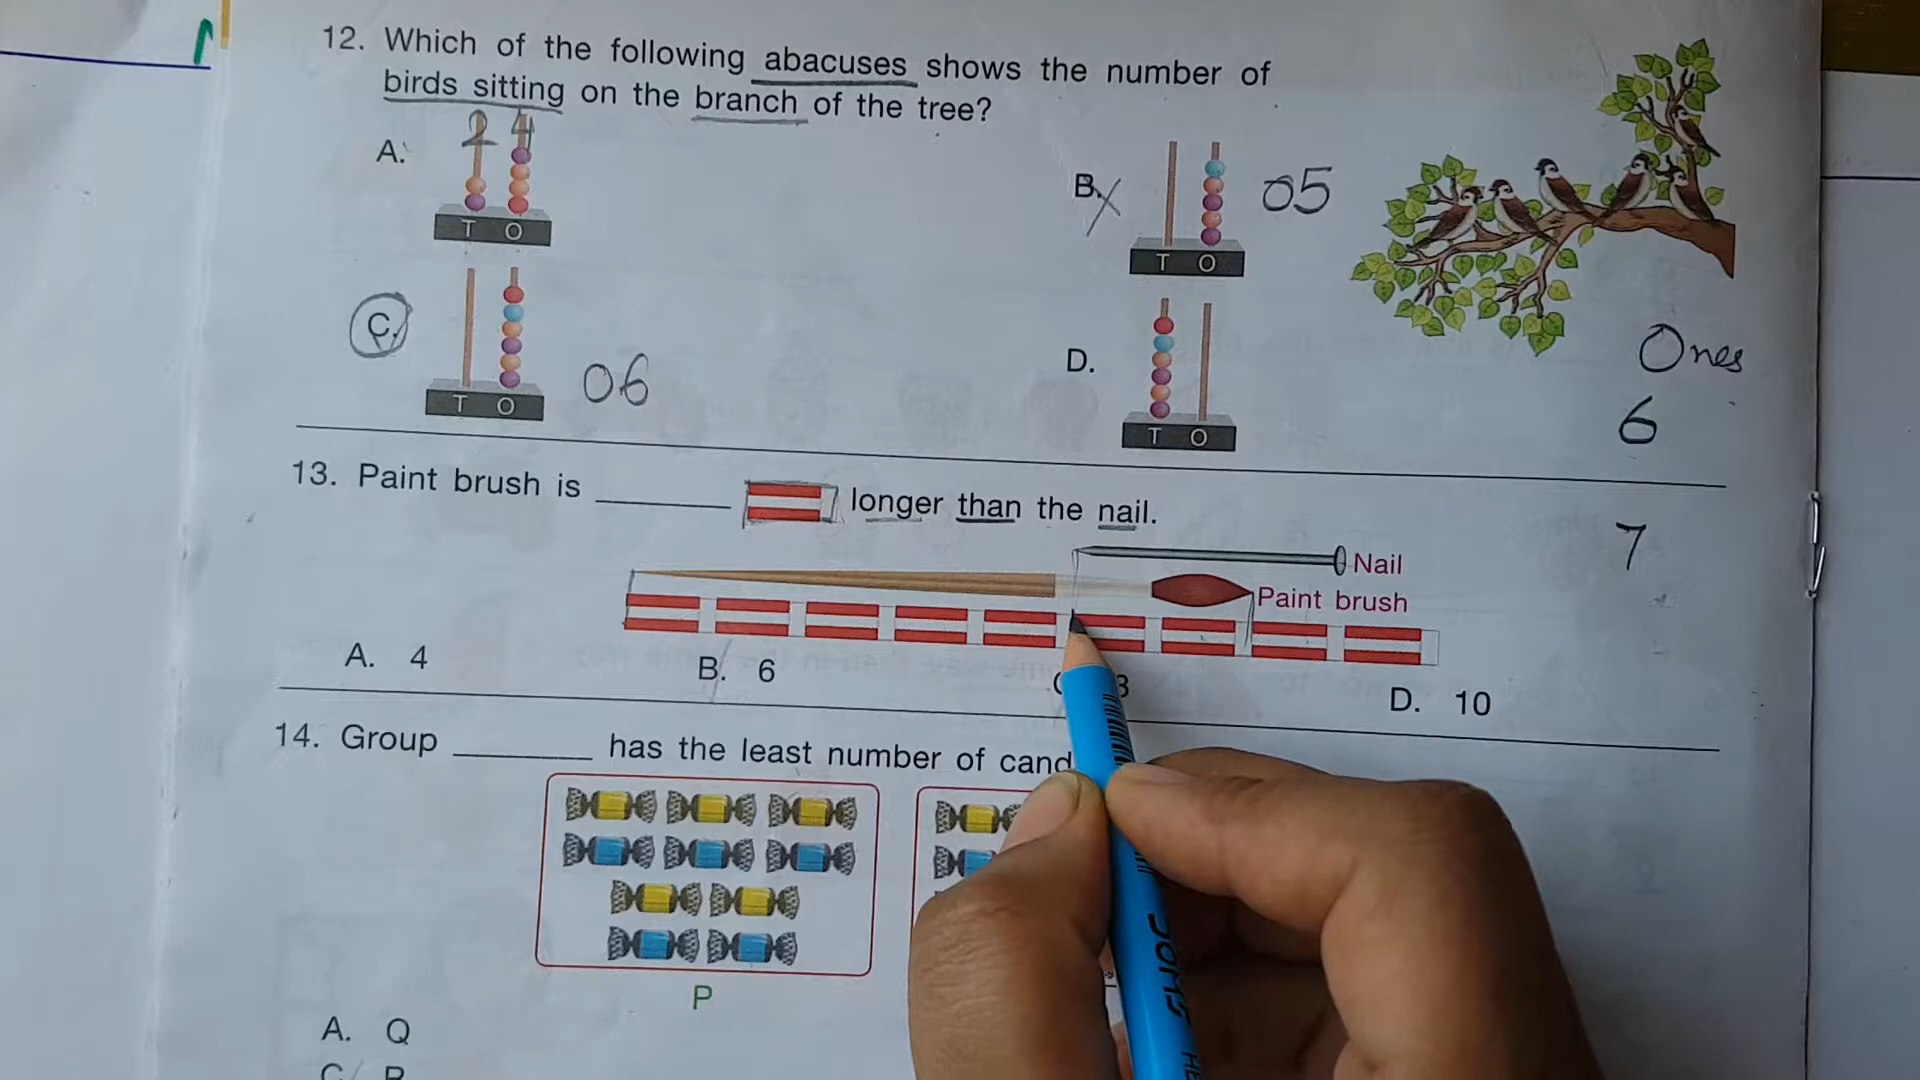 12. Which of the following abacuses shows the number of
birds sitting on the branch of the tree?
A. 2 4
T O
B. 05
T O
C. 06
T O
D.
T O
Ones
6
13. Paint brush is ______ longer than the nail.
7
Nail
Paint brush
A. 4 B. 6 D. 10
14. Group ______ has the least number of cand
P
A. Q